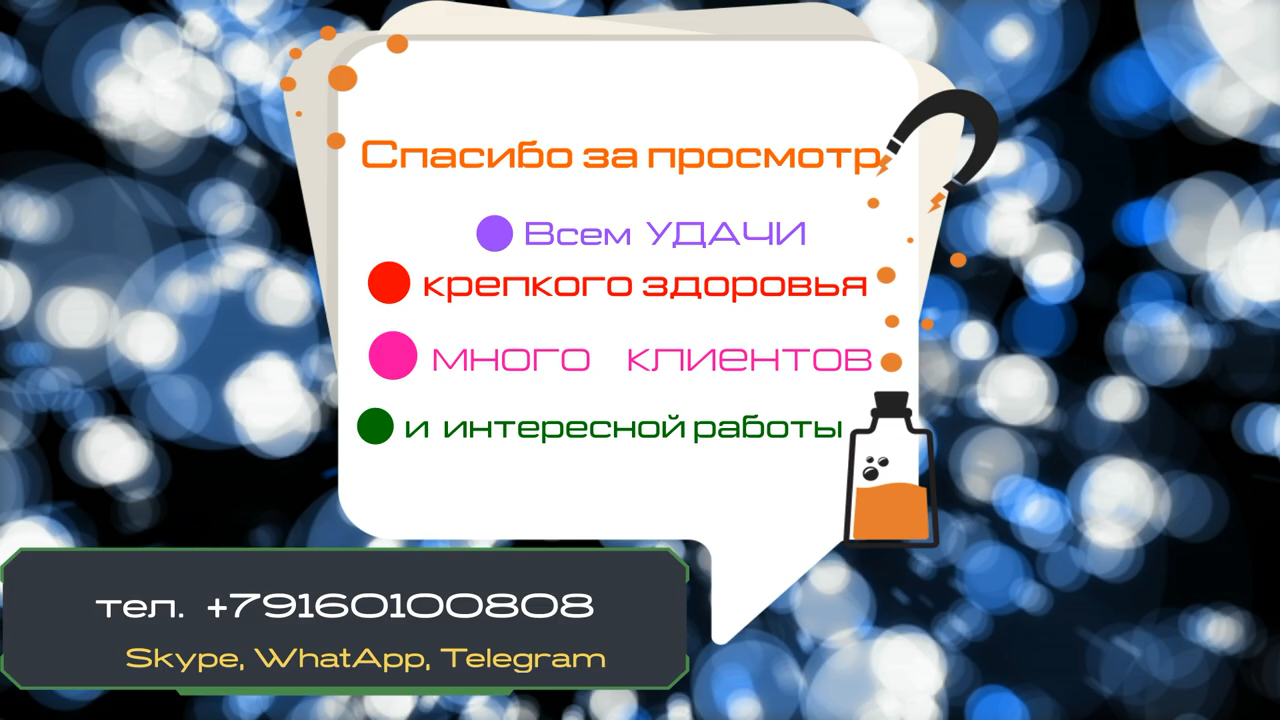 Спасибо за просмотр
Всем УДАЧИ
крепкого здоровья
много клиентов
и интересной работы
тел. +79160100808
Skype, WhatApp, Telegram